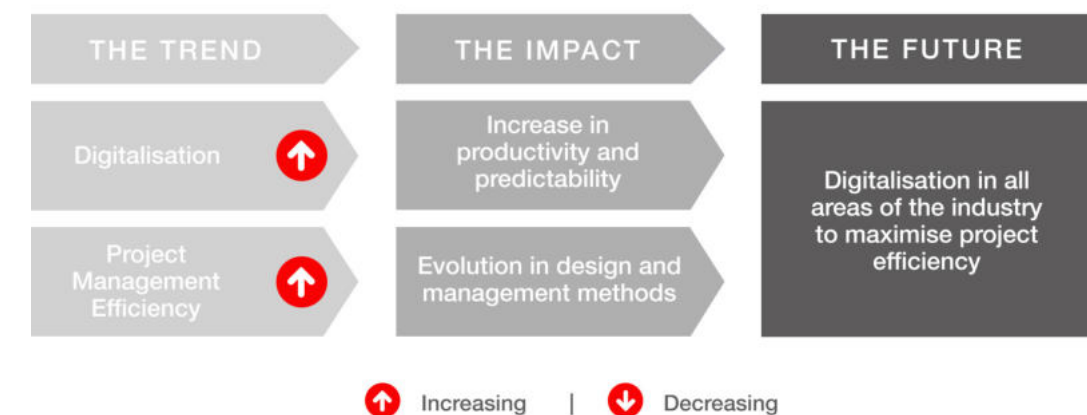 THE TREND
THE IMPACT
THE FUTURE
Digitalisation
Increase in
productivity and
predictability
Project
Management
Efficiency
Evolution in design and
management methods
Digitalisation in all
areas of the industry
to maximise project
efficiency
Increasing | Decreasing